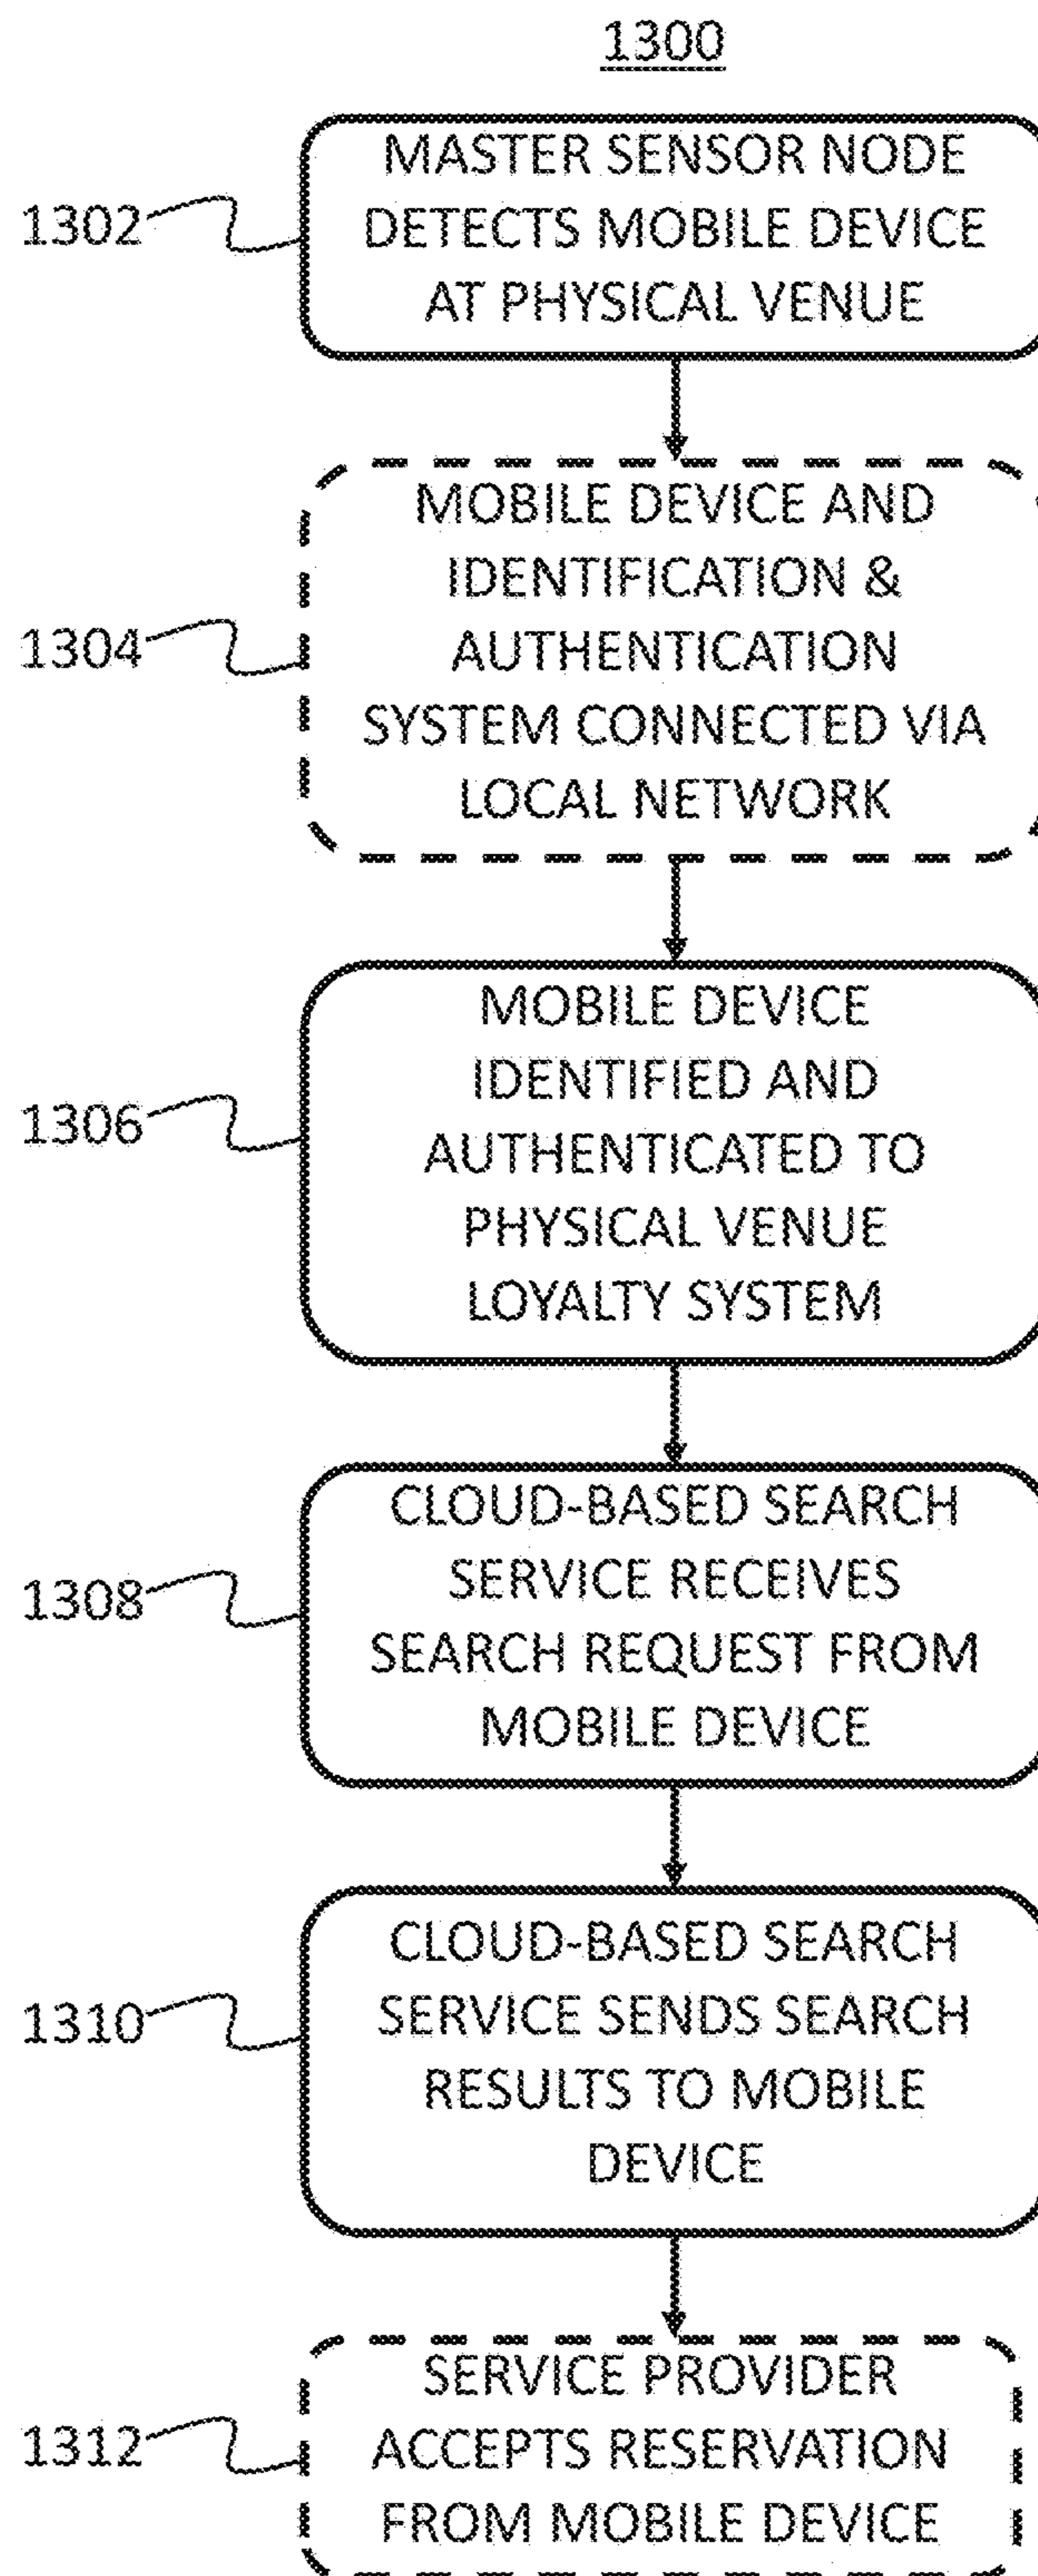 1300
MASTER SENSOR NODE
DETECTS MOBILE DEVICE
AT PHYSICAL VENUE
1302
MOBILE DEVICE AND
IDENTIFICATION &
AUTHENTICATION
SYSTEM CONNECTED VIA
LOCAL NETWORK
1304
MOBILE DEVICE
IDENTIFIED AND
AUTHENTICATED TO
PHYSICAL VENUE
LOYALTY SYSTEM
1306
CLOUD-BASED SEARCH
SERVICE RECEIVES
SEARCH REQUEST FROM
MOBILE DEVICE
1308
CLOUD-BASED SEARCH
SERVICE SENDS SEARCH
RESULTS TO MOBILE
DEVICE
1310
SERVICE PROVIDER
ACCEPTS RESERVATION
FROM MOBILE DEVICE
1312